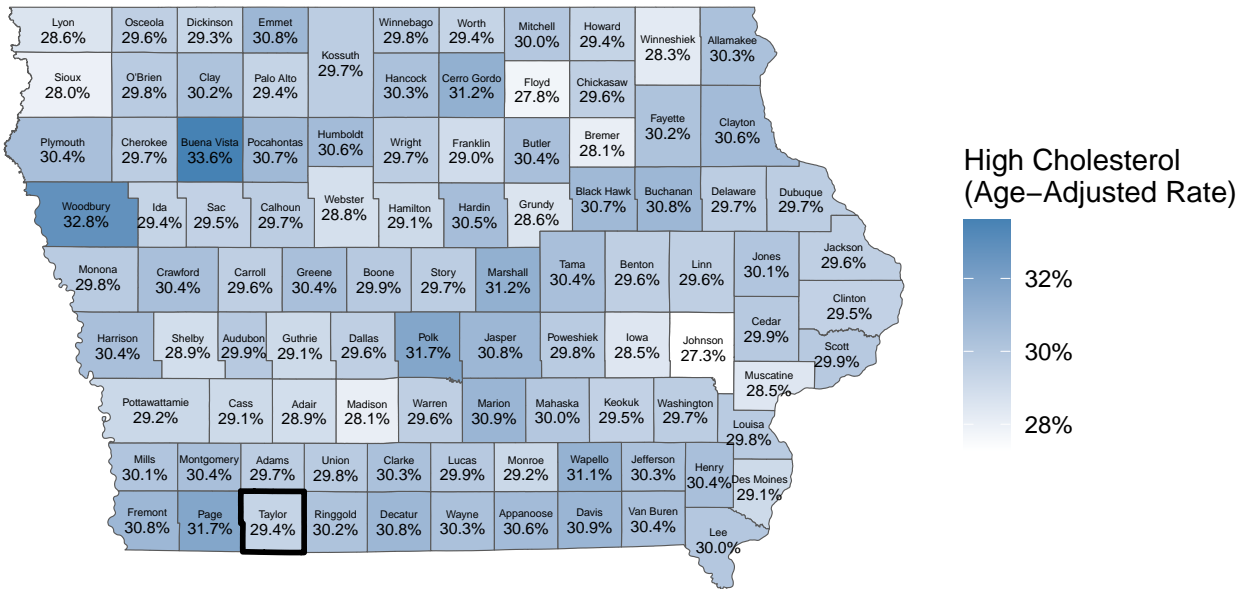 Lyon
28.6%
Osceola
29.6%
Dickinson
29.3%
Emmet
30.8%
Kossuth
29.7%
Winnebago
29.8%
Worth
29.4%
Mitchell
30.0%
Howard
29.4%
Winneshiek
28.3%
Allamakee
30.3%
Sioux
28.0%
O'Brien
29.8%
Clay
30.2%
Palo Alto
29.4%
Hancock
30.3%
Cerro Gordo
31.2%
Floyd
27.8%
Chickasaw
29.6%
Fayette
30.2%
Clayton
30.6%
Plymouth
30.4%
Cherokee
29.7%
Buena Vista
33.6%
Pocahontas
30.7%
Humboldt
30.6%
Wright
29.7%
Franklin
29.0%
Butler
30.4%
Bremer
28.1%
Woodbury
32.8%
Ida
29.4%
Sac
29.5%
Calhoun
29.7%
Webster
28.8%
Hamilton
29.1%
Hardin
30.5%
Grundy
28.6%
Black Hawk
30.7%
Buchanan
30.8%
Delaware
29.7%
Dubuque
29.7%
Monona
29.8%
Crawford
30.4%
Carroll
29.6%
Greene
30.4%
Boone
29.9%
Story
29.7%
Marshall
31.2%
Tama
30.4%
Benton
29.6%
Linn
29.6%
Jones
30.1%
Jackson
29.6%
Clinton
29.5%
Harrison
30.4%
Shelby
28.9%
Audubon
29.9%
Guthrie
29.1%
Dallas
29.6%
Polk
31.7%
Jasper
30.8%
Poweshiek
29.8%
Iowa
28.5%
Johnson
27.3%
Cedar
29.9%
Scott
29.9%
Muscatine
28.5%
Pottawattamie
29.2%
Cass
29.1%
Adair
28.9%
Madison
28.1%
Warren
29.6%
Marion
30.9%
Mahaska
30.0%
Keokuk
29.5%
Washington
29.7%
Louisa
29.8%
Mills
30.1%
Montgomery
30.4%
Adams
29.7%
Union
29.8%
Clarke
30.3%
Lucas
29.9%
Monroe
29.2%
Wapello
31.1%
Jefferson
30.3%
Henry
30.4%
Des Moines
29.1%
Fremont
30.8%
Page
31.7%
Taylor
29.4%
Ringgold
30.2%
Decatur
30.8%
Wayne
30.3%
Appanoose
30.6%
Davis
30.9%
Van Buren
30.4%
Lee
30.0%
High Cholesterol
(Age−Adjusted Rate)
32%
30%
28%